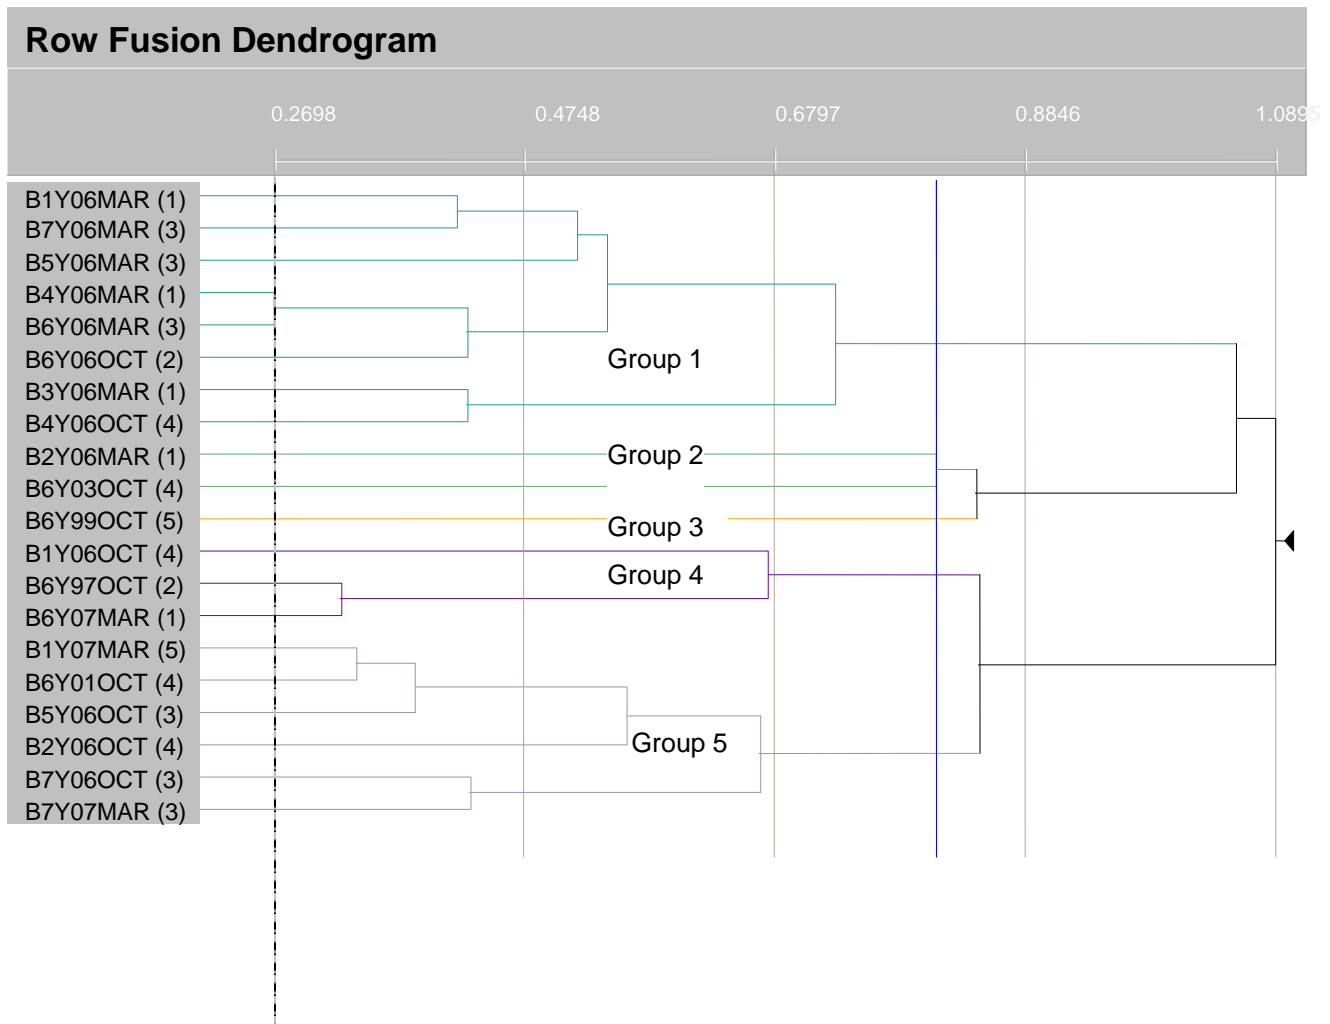 Row Fusion Dendrogram
0.2698 0.4748 0.6797 0.8846 1.0895
B1Y06MAR (1)
B7Y06MAR (3)
B5Y06MAR (3)
B4Y06MAR (1)
B6Y06MAR (3)
B6Y06OCT (2)
Group 1
B3Y06MAR (1)
B4Y06OCT (4)
B2Y06MAR (1)
Group 2
B6Y03OCT (4)
B6Y99OCT (5)
Group 3
B1Y06OCT (4)
Group 4
B6Y97OCT (2)
B6Y07MAR (1)
B1Y07MAR (5)
B6Y01OCT (4)
B5Y06OCT (3)
B2Y06OCT (4)
Group 5
B7Y06OCT (3)
B7Y07MAR (3)